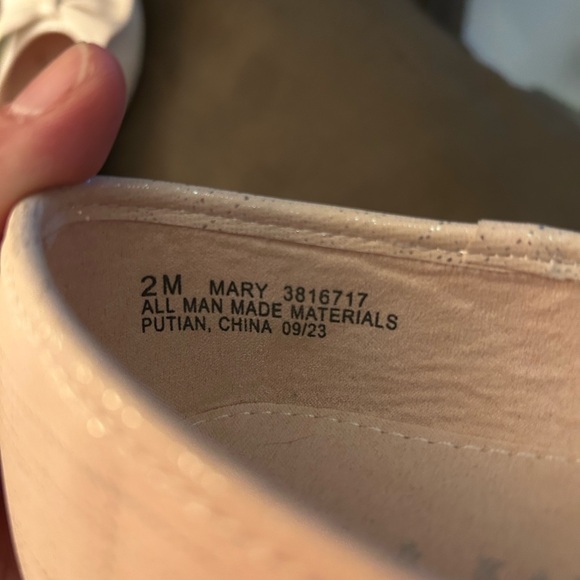 2M MARY 3816717
ALL MAN MADE MATERIALS
PUTIAN, CHINA 09/23